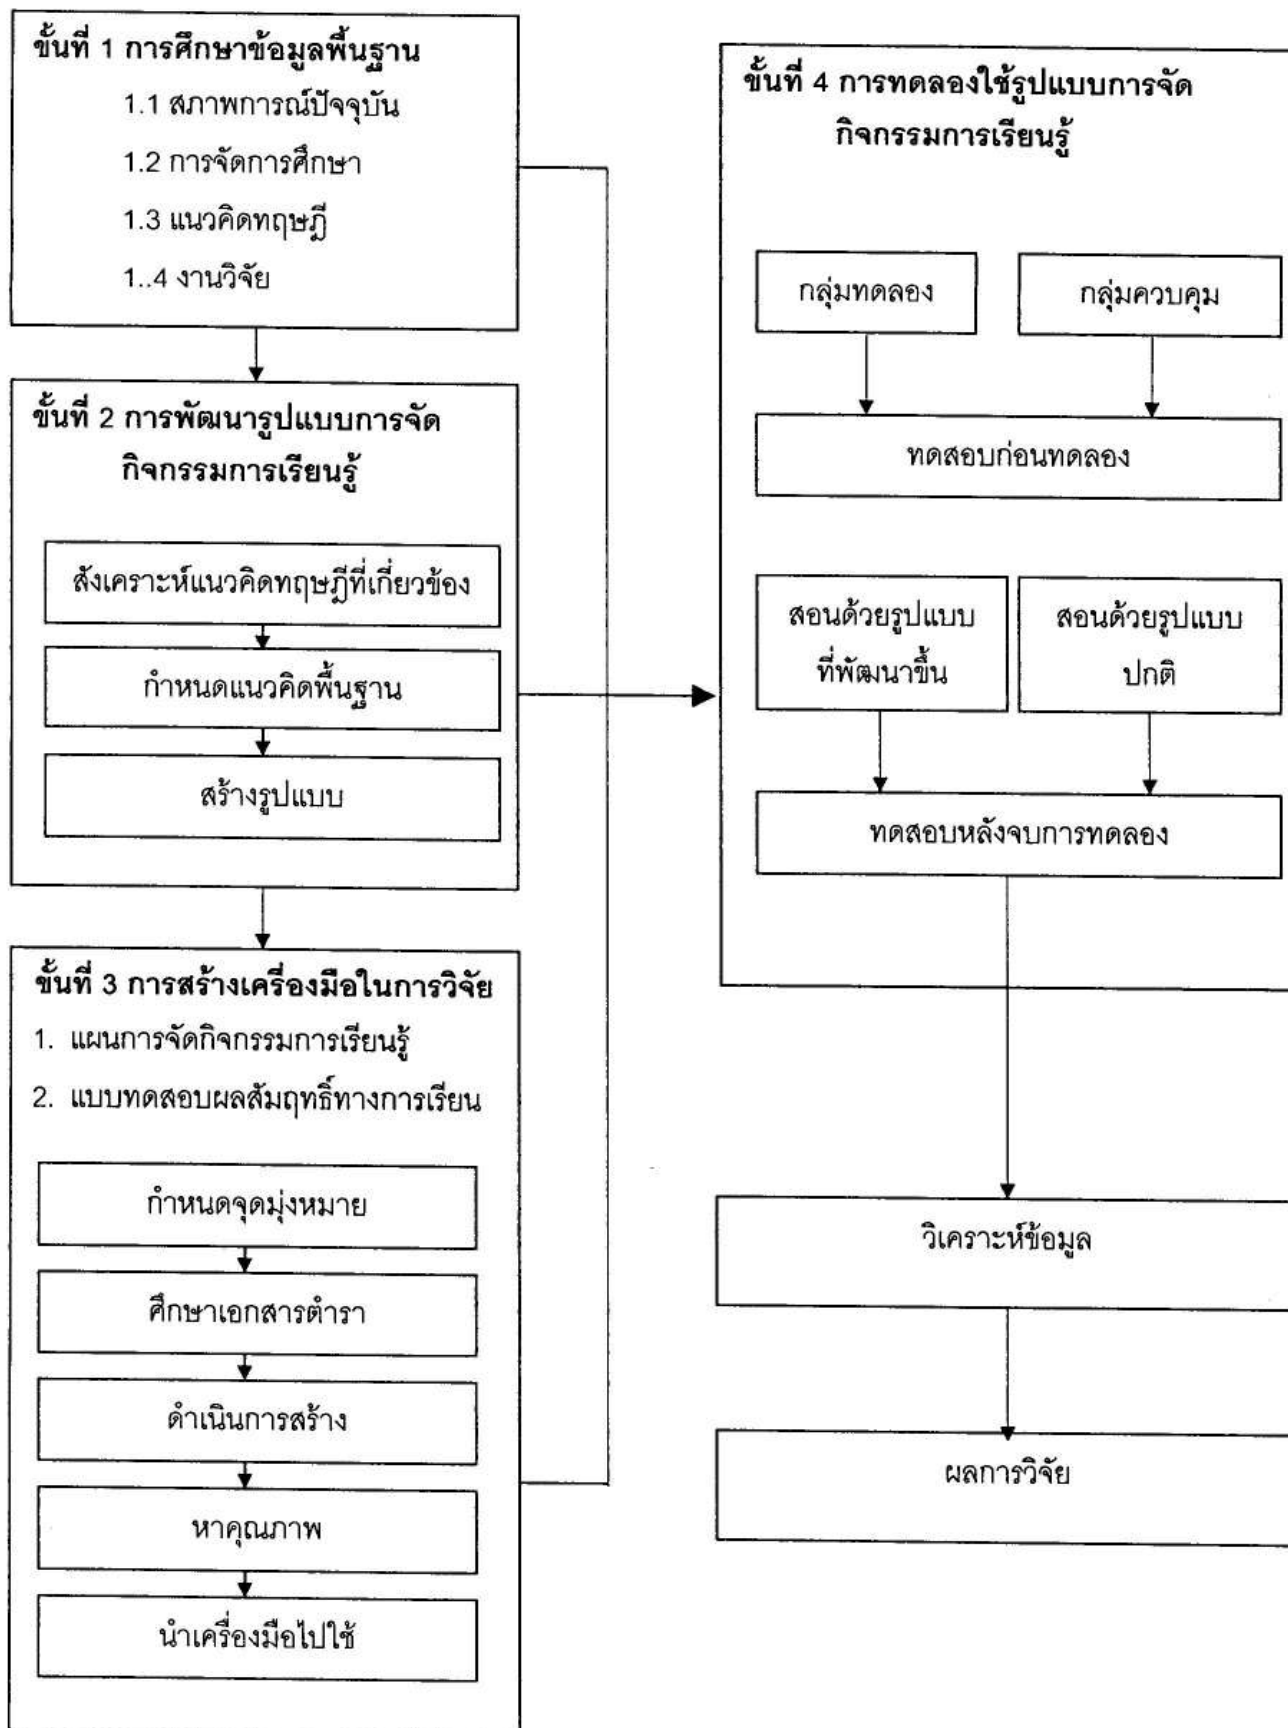 ขั้นที่ 1 การศึกษาข้อมูลพื้นฐาน
1.1 สภาพการณ์ปัจจุบัน
1.2 การจัดการศึกษา
1.3 แนวคิดทฤษฎี
1..4 งานวิจัย
ขั้นที่ 2 การพัฒนารูปแบบการจัด
กิจกรรมการเรียนรู้
สังเคราะห์แนวคิดทฤษฎีที่เกี่ยวข้อง
กำหนดแนวคิดพื้นฐาน
สร้างรูปแบบ
ขั้นที่ 3 การสร้างเครื่องมือในการวิจัย
1. แผนการจัดกิจกรรมการเรียนรู้
2. แบบทดสอบผลสัมฤทธิ์ทางการเรียน
กำหนดจุดมุ่งหมาย
ศึกษาเอกสารตำรา
ดำเนินการสร้าง
หาคุณภาพ
นำเครื่องมือไปใช้
ขั้นที่ 4 การทดลองใช้รูปแบบการจัด
กิจกรรมการเรียนรู้
กลุ่มทดลอง
กลุ่มควบคุม
ทดสอบก่อนทดลอง
สอนด้วยรูปแบบ
ที่พัฒนาขึ้น
สอนด้วยรูปแบบ
ปกติ
ทดสอบหลังจบการทดลอง
วิเคราะห์ข้อมูล
ผลการวิจัย